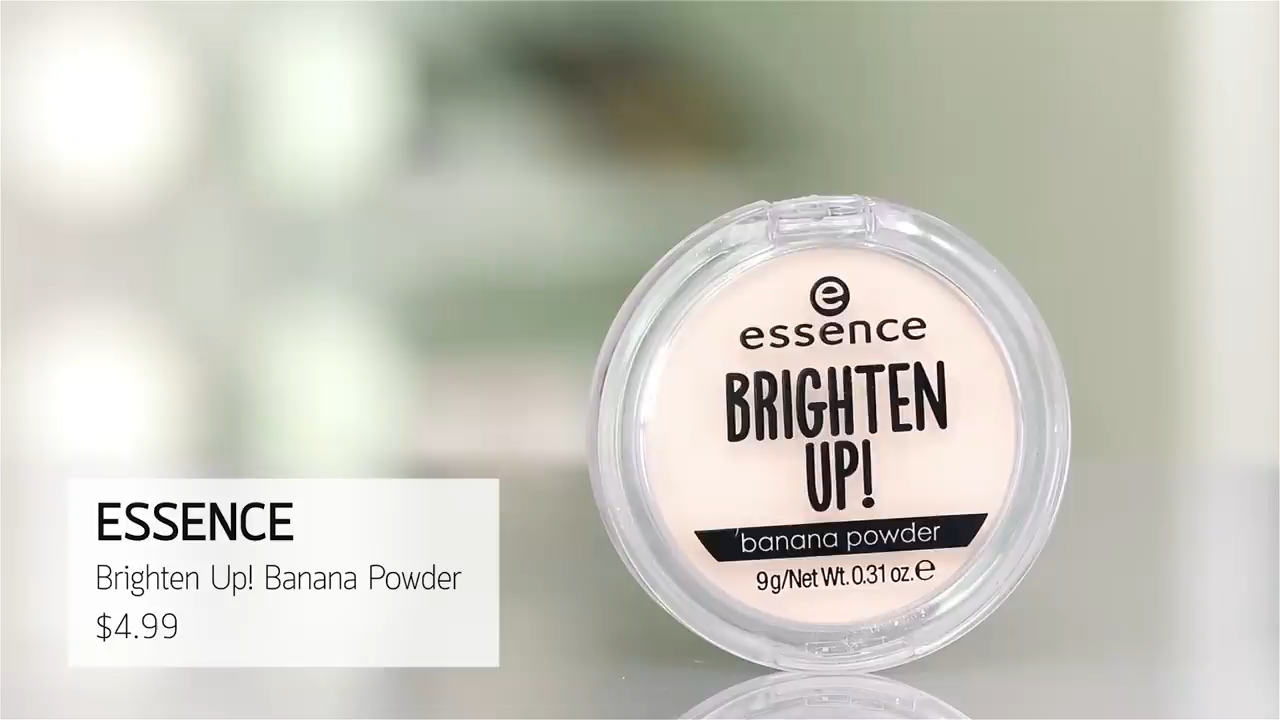 e
essence
BRIGHTEN
UP!
banana powder
9g/Net Wt. 0.31 oz. e
ESSENCE
Brighten Up! Banana Powder
$4.99